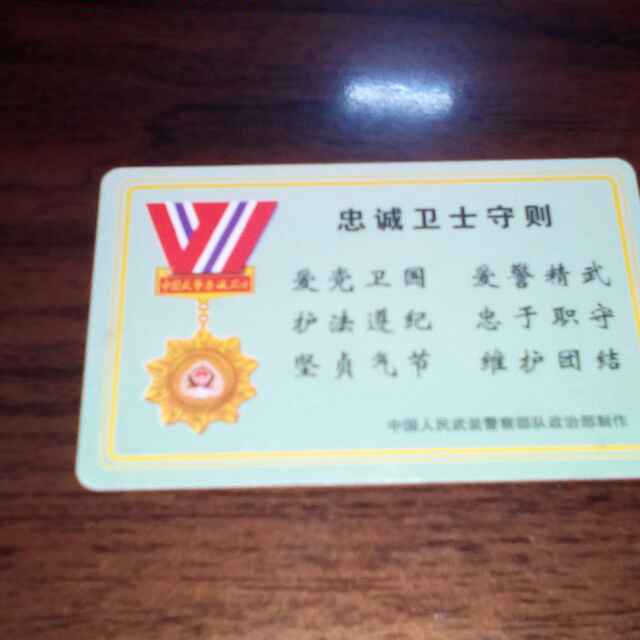 忠诚卫士守则
爱党卫国 爱警精武
护法遵纪 忠于职守
坚贞气节 维护团结
中国人民武装警察部队政治部制作